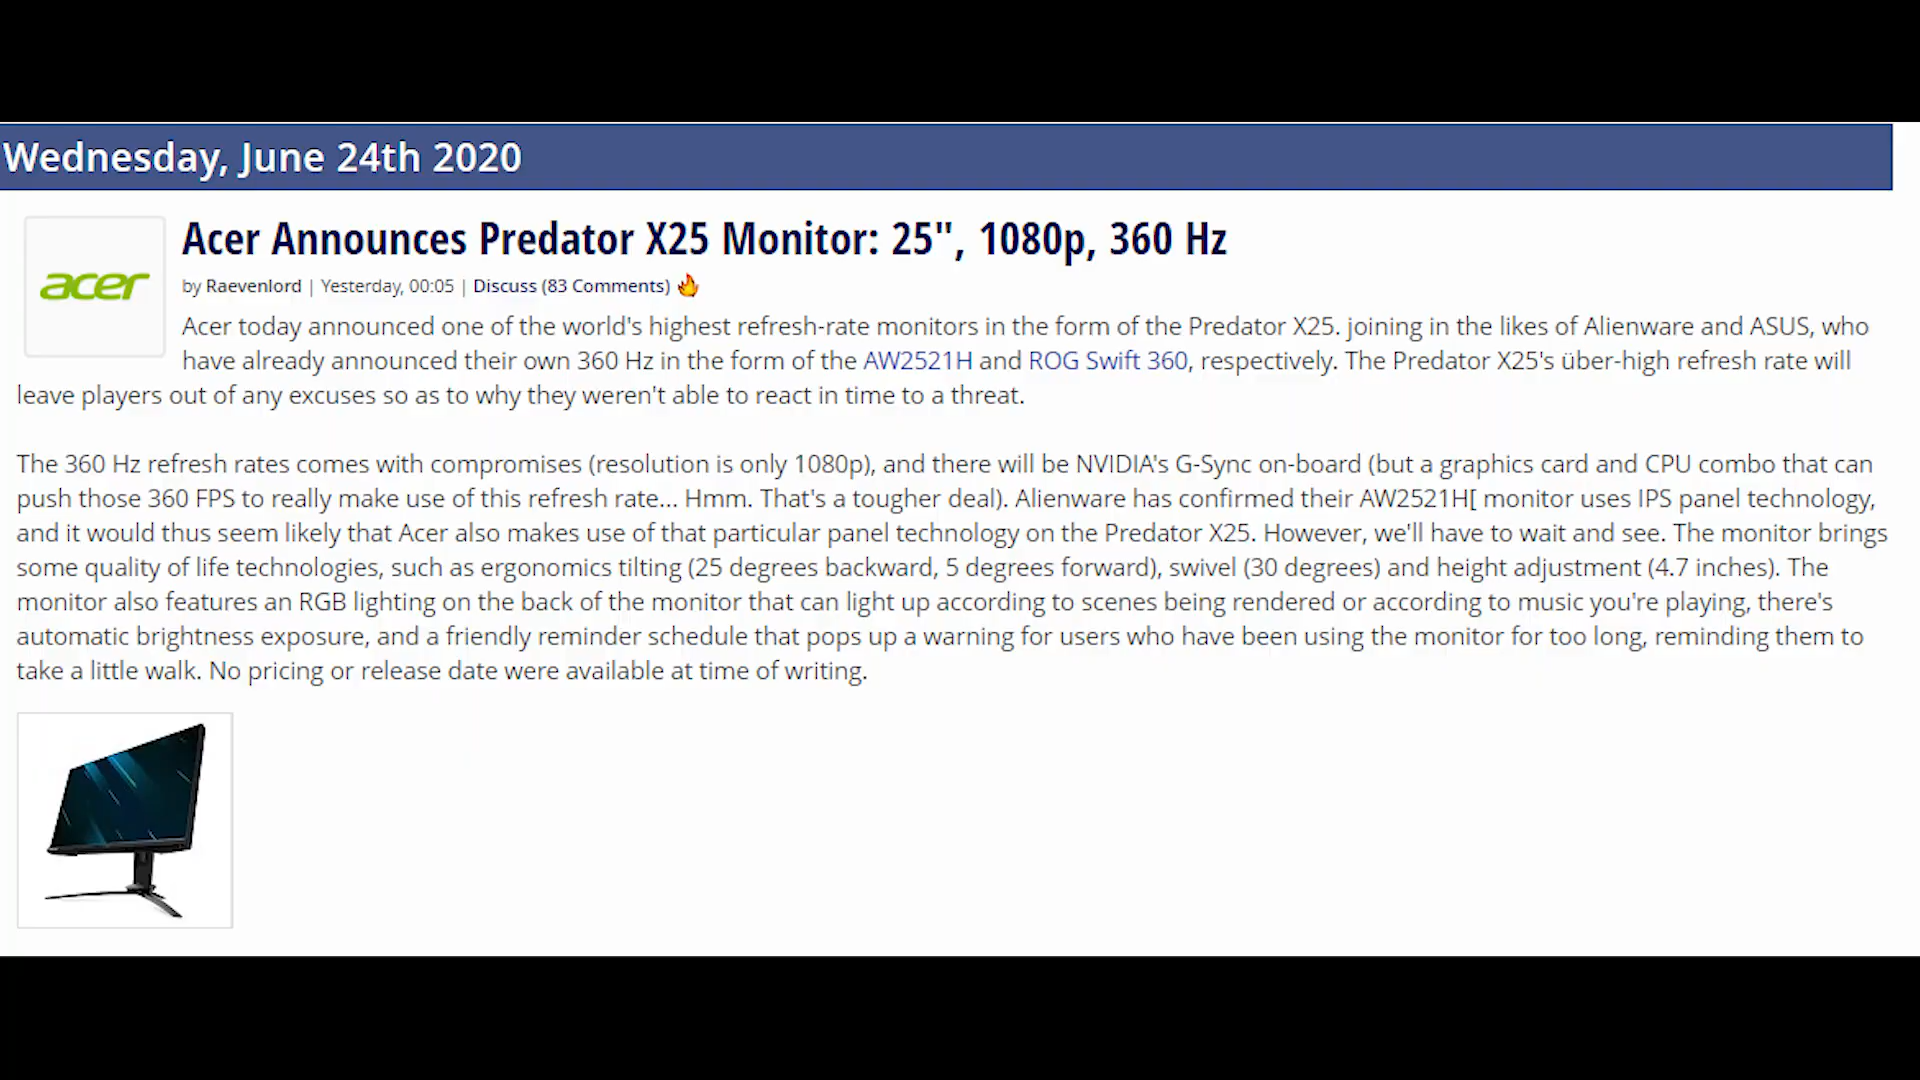 Wednesday, June 24th 2020
acer
Acer Announces Predator X25 Monitor: 25", 1080p, 360 Hz
by Raevenlord | Yesterday, 00:05 | Discuss (83 Comments)
Acer today announced one of the world's highest refresh-rate monitors in the form of the Predator X25. joining in the likes of Alienware and ASUS, who
have already announced their own 360 Hz in the form of the AW2521H and ROG Swift 360, respectively. The Predator X25's über-high refresh rate will
leave players out of any excuses so as to why they weren't able to react in time to a threat.
The 360 Hz refresh rates comes with compromises (resolution is only 1080p), and there will be NVIDIA's G-Sync on-board (but a graphics card and CPU combo that can
push those 360 FPS to really make use of this refresh rate... Hmm. That's a tougher deal). Alienware has confirmed their AW2521H[ monitor uses IPS panel technology,
and it would thus seem likely that Acer also makes use of that particular panel technology on the Predator X25. However, we'll have to wait and see. The monitor brings
some quality of life technologies, such as ergonomics tilting (25 degrees backward, 5 degrees forward), swivel (30 degrees) and height adjustment (4.7 inches). The
monitor also features an RGB lighting on the back of the monitor that can light up according to scenes being rendered or according to music you're playing, there's
automatic brightness exposure, and a friendly reminder schedule that pops up a warning for users who have been using the monitor for too long, reminding them to
take a little walk. No pricing or release date were available at time of writing.